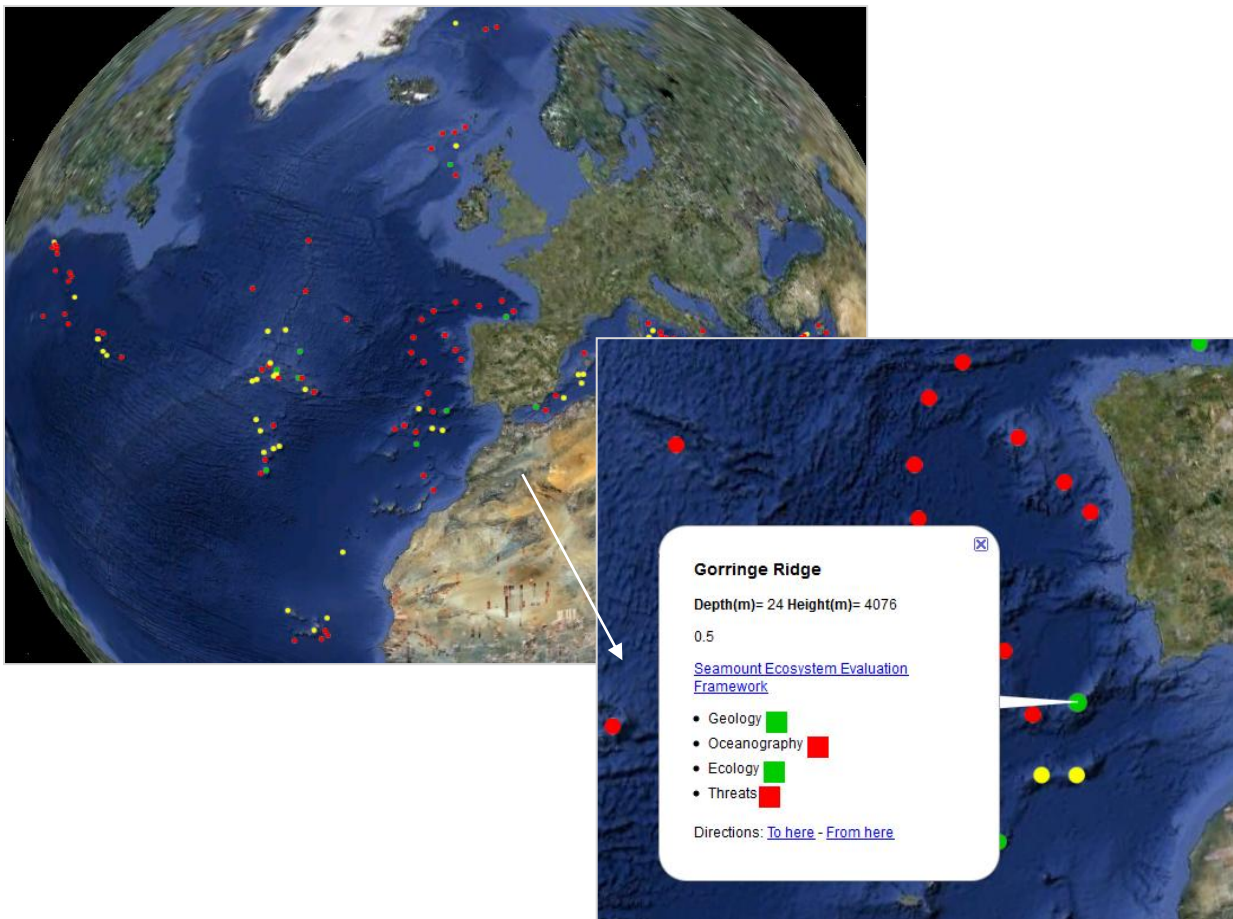 Gorringe Ridge
Depth(m)= 24 Height(m)= 4076
0.5
Seamount Ecosystem Evaluation
Framework
• Geology
• Oceanography
• Ecology
• Threats
Directions: To here - From here